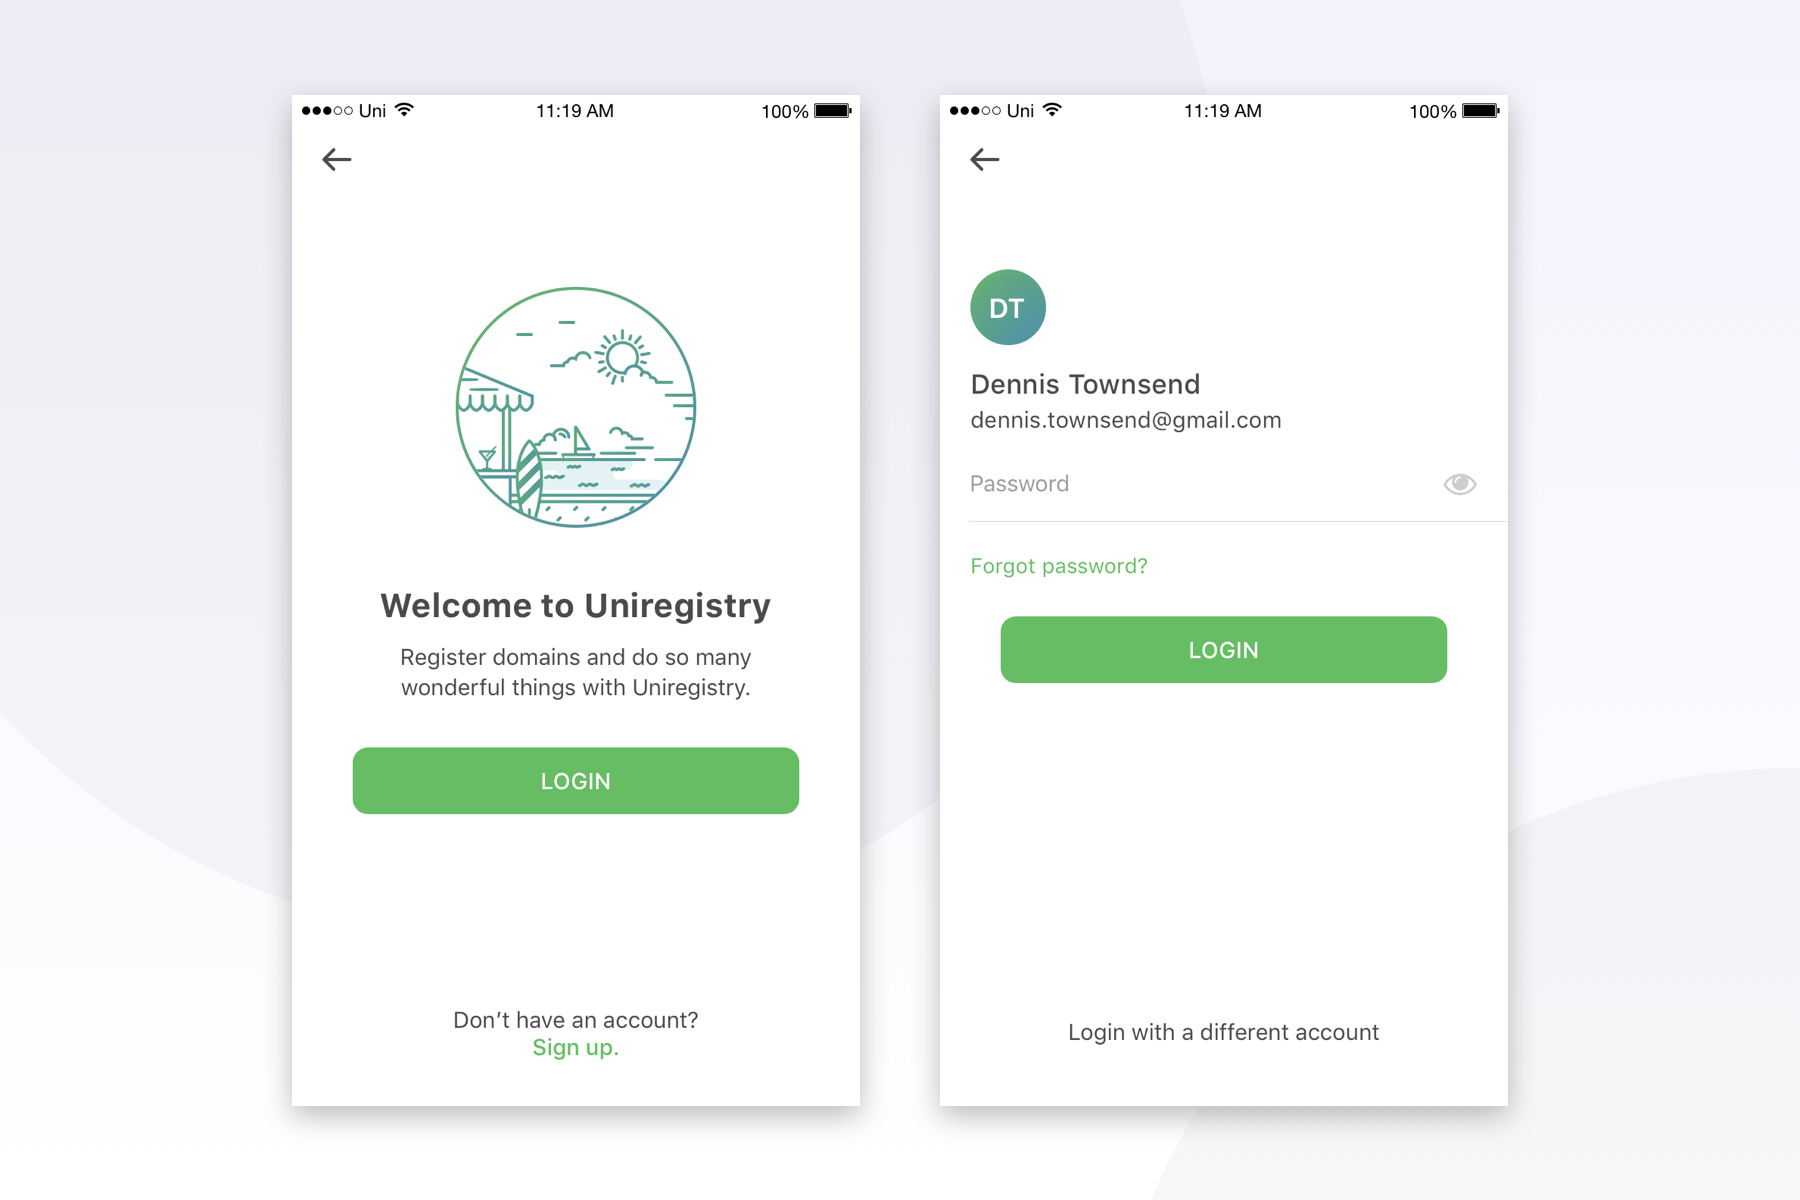 Uni
11:19 AM
100%
Welcome to Uniregistry
Register domains and do so many
wonderful things with Uniregistry.
LOGIN
Don’t have an account?
Sign up.
Uni
11:19 AM
100%
DT
Dennis Townsend
dennis.townsend@gmail.com
Password
Forgot password?
LOGIN
Login with a different account